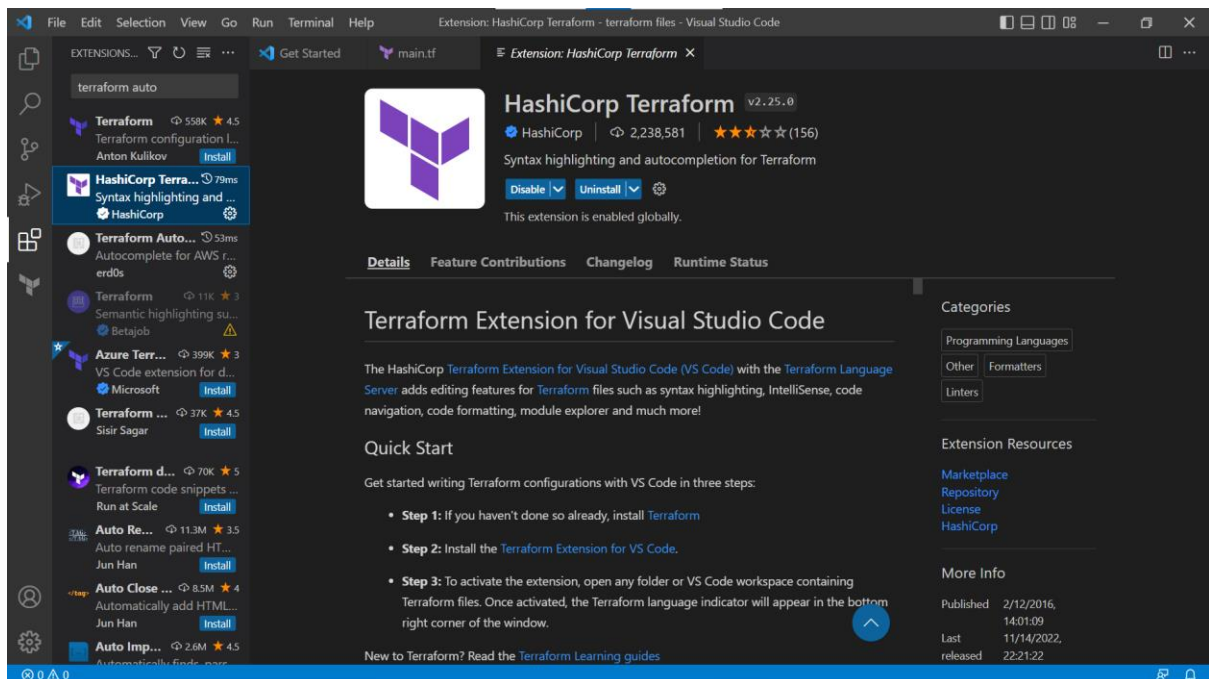 File Edit Selection View Go Run Terminal Help Extension: HashiCorp Terraform - terraform files - Visual Studio Code
EXTENSIONS...
Get Started
main.tf
Extension: HashiCorp Terraform
terraform auto
Terraform 558K 4.5
Terraform configuration l...
Anton Kulikov Install
HashiCorp Terra... 79ms
Syntax highlighting and ...
HashiCorp
Terraform Auto... 53ms
Autocomplete for AWS r...
erd0s
Terraform 11K 3
Semantic highlighting su...
Betajob
Azure Terr... 399K 3
VS Code extension for d...
Microsoft Install
Terraform ... 37K 4.5
Sisir Sagar Install
Terraform d... 70K 5
Terraform code snippets ...
Run at Scale Install
Auto Re... 11.3M 3.5
Auto rename paired HT...
Jun Han Install
Auto Close ... 8.5M 4
Automatically add HTML...
Jun Han Install
Auto Imp... 2.6M 4.5
Automatically finds, pars...
HashiCorp Terraform v2.25.0
HashiCorp 2,238,581 (156)
Syntax highlighting and autocompletion for Terraform
Disable Uninstall
This extension is enabled globally.
Details Feature Contributions Changelog Runtime Status
Terraform Extension for Visual Studio Code
The HashiCorp Terraform Extension for Visual Studio Code (VS Code) with the Terraform Language
Server adds editing features for Terraform files such as syntax highlighting, IntelliSense, code
navigation, code formatting, module explorer and much more!
Quick Start
Get started writing Terraform configurations with VS Code in three steps:
• Step 1: If you haven't done so already, install Terraform
• Step 2: Install the Terraform Extension for VS Code.
• Step 3: To activate the extension, open any folder or VS Code workspace containing
Terraform files. Once activated, the Terraform language indicator will appear in the bottom
right corner of the window.
New to Terraform? Read the Terraform Learning guides
Categories
Programming Languages
Other Formatters
Linters
Extension Resources
Marketplace
Repository
License
HashiCorp
More Info
Published 2/12/2016,
14:01:09
Last 11/14/2022,
released 22:21:22
0 0